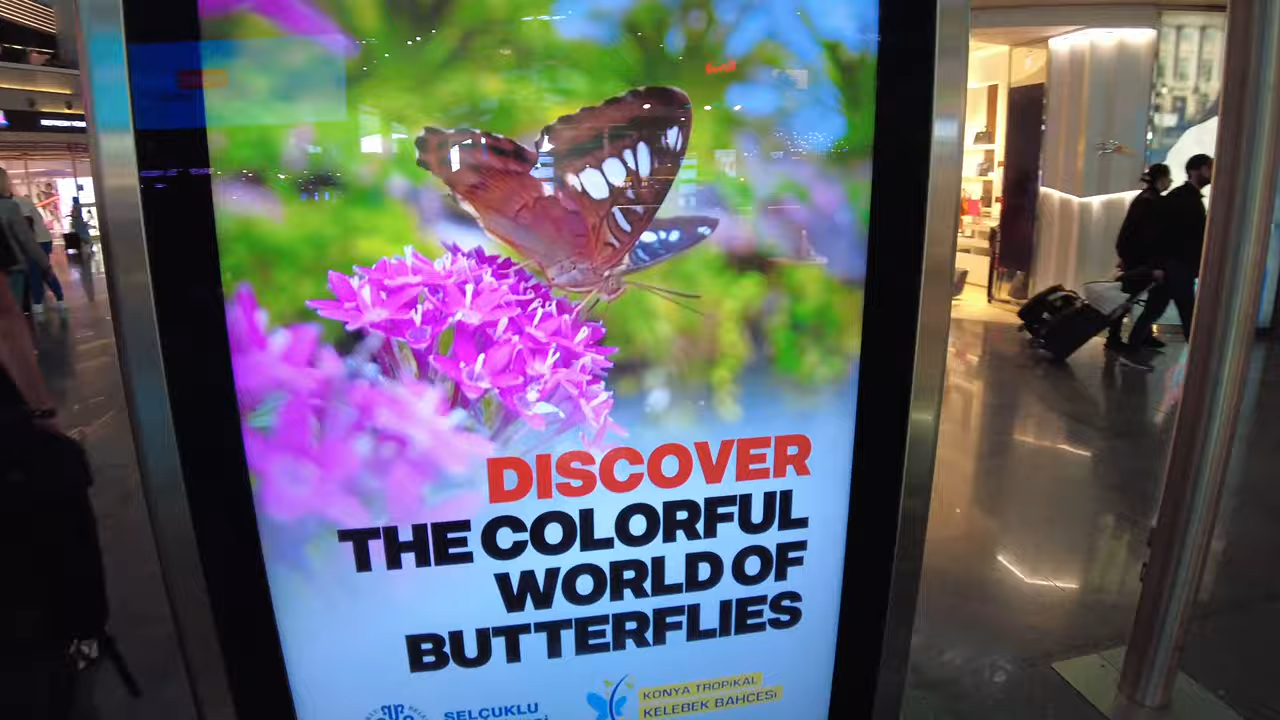 DISCOVER
THE COLORFUL
WORLD OF
BUTTERFLIES
SELÇUKLU
KONYA TROPİKAL
KELEBEK BAHÇESİ